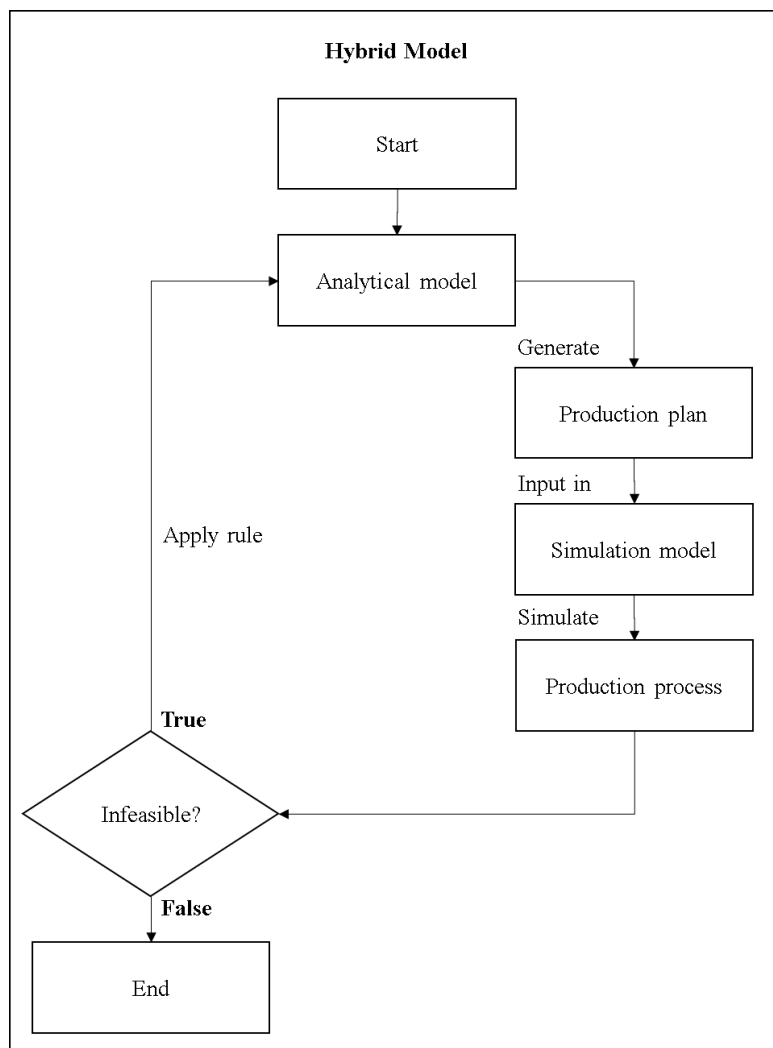 Hybrid Model
Start
Analytical model
Generate
Production plan
Input in
Simulation model
Apply rule
Simulate
Production process
True
Infeasible?
False
End